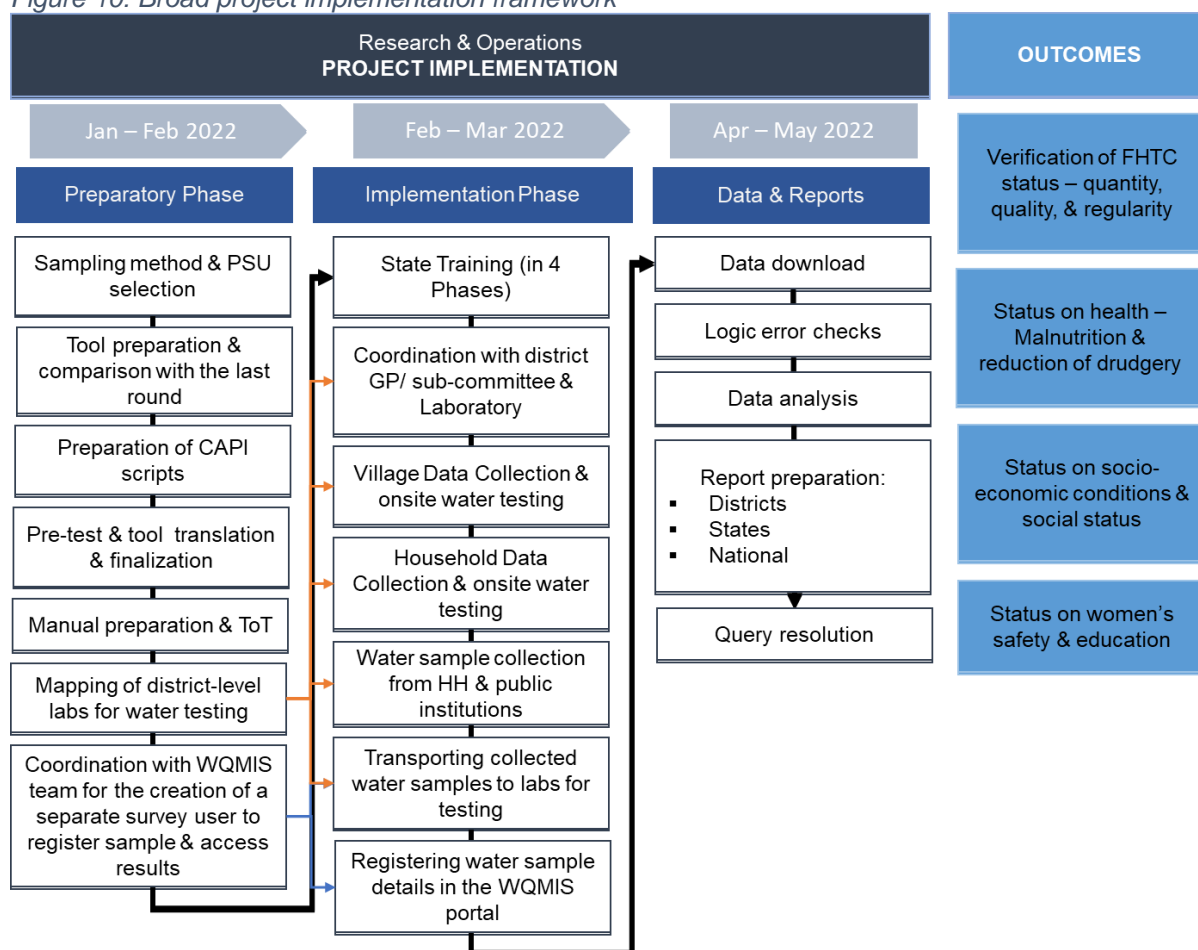 Figure 10: Broad project implementation framework
Research & Operations
PROJECT IMPLEMENTATION
OUTCOMES
Jan – Feb 2022
Feb – Mar 2022
Apr – May 2022
Preparatory Phase
Implementation Phase
Data & Reports
Sampling method & PSU
selection
Tool preparation &
comparison with the last
round
Preparation of CAPI
scripts
Pre-test & tool translation
& finalization
Manual preparation & ToT
Mapping of district-level
labs for water testing
Coordination with WQMIS
team for the creation of a
separate survey user to
register sample & access
results
State Training (in 4
Phases)
Coordination with district
GP/ sub-committee &
Laboratory
Village Data Collection &
onsite water testing
Household Data
Collection & onsite water
testing
Water sample collection
from HH & public
institutions
Transporting collected
water samples to labs for
testing
Registering water sample
details in the WQMIS
portal
Data download
Logic error checks
Data analysis
Report preparation:
▪ Districts
▪ States
▪ National
Query resolution
Verification of FHTC
status – quantity,
quality, & regularity
Status on health –
Malnutrition &
reduction of drudgery
Status on socio-
economic conditions &
social status
Status on women's
safety & education